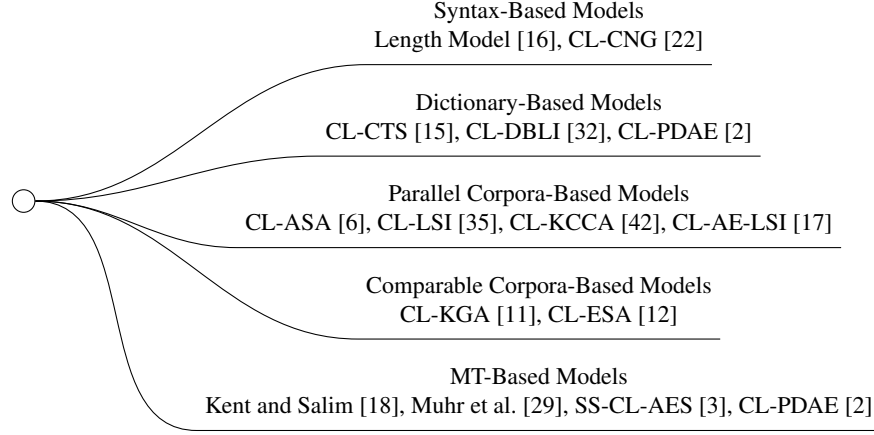 Syntax-Based Models
Length Model [16], CL-CNG [22]
Dictionary-Based Models
CL-CTS [15], CL-DBLI [32], CL-PDAE [2]
Parallel Corpora-Based Models
CL-ASA [6], CL-LSI [35], CL-KCCA [42], CL-AE-LSI [17]
Comparable Corpora-Based Models
CL-KGA [11], CL-ESA [12]
MT-Based Models
Kent and Salim [18], Muhr et al. [29], SS-CL-AES [3], CL-PDAE [2]